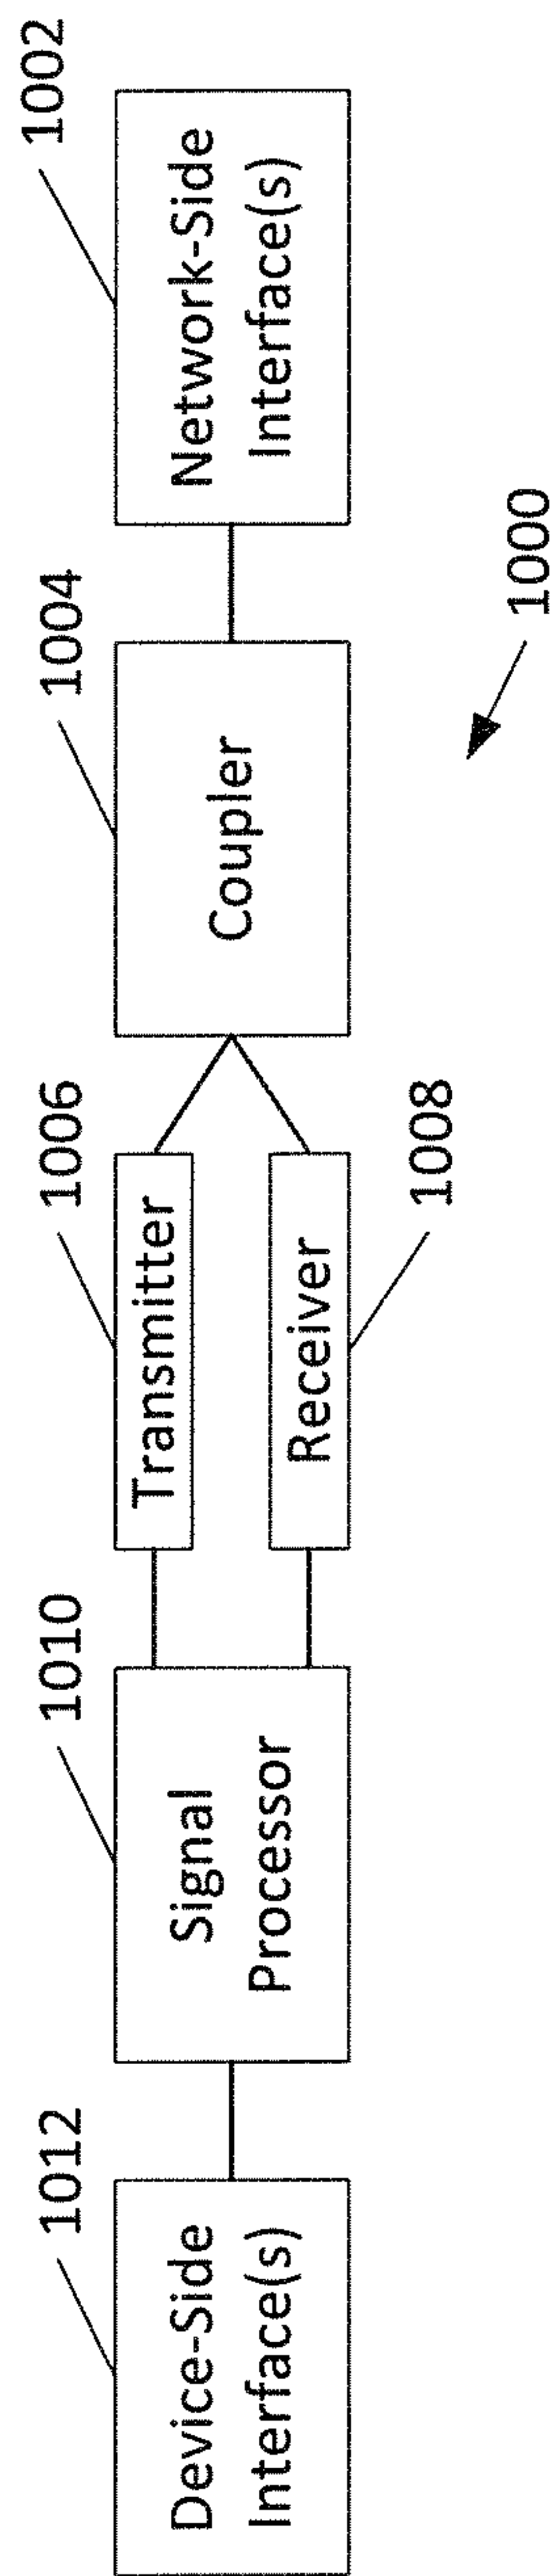 1012
1010
1006
1004
1002
Device-Side
Interface(s)
Signal
Processor
Transmitter
Receiver
Coupler
Network-Side
Interface(s)
1008
1000